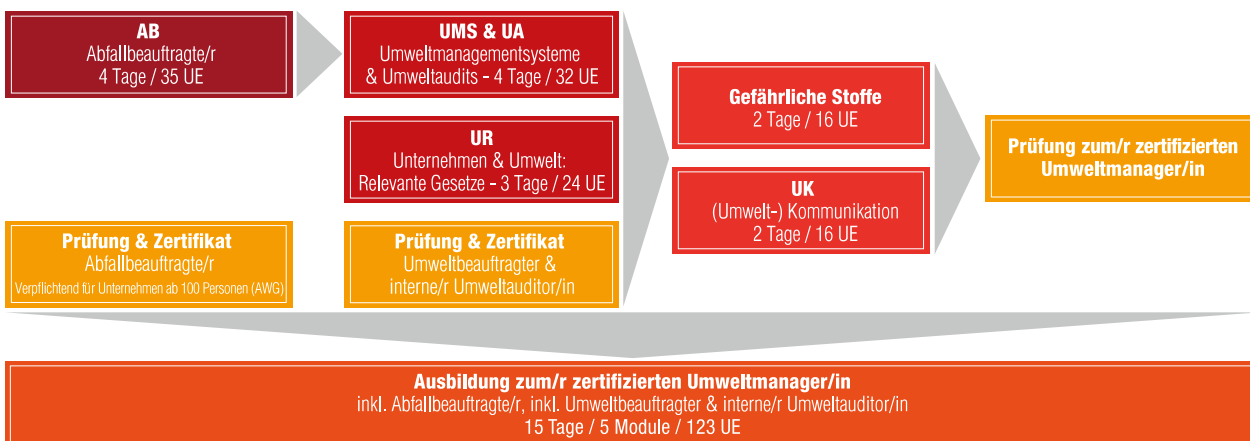 AB
Abfallbeauftragte/r
4 Tage / 35 UE
Prüfung & Zertifikat
Abfallbeauftragte/r
Verpflichtend für Unternehmen ab 100 Personen (AWG)
UMS & UA
Umweltmanagementsysteme
& Umweltaudits - 4 Tage / 32 UE
UR
Unternehmen & Umwelt:
Relevante Gesetze - 3 Tage / 24 UE
Prüfung & Zertifikat
Umweltbeauftragter &
interne/r Umweltauditor/in
Gefährliche Stoffe
2 Tage / 16 UE
UK
(Umwelt-) Kommunikation
2 Tage / 16 UE
Prüfung zum/r zertifizierten
Umweltmanager/in
Ausbildung zum/r zertifizierten Umweltmanager/in
inkl. Abfallbeauftragte/r, inkl. Umweltbeauftragter & interne/r Umweltauditor/in
15 Tage / 5 Module / 123 UE